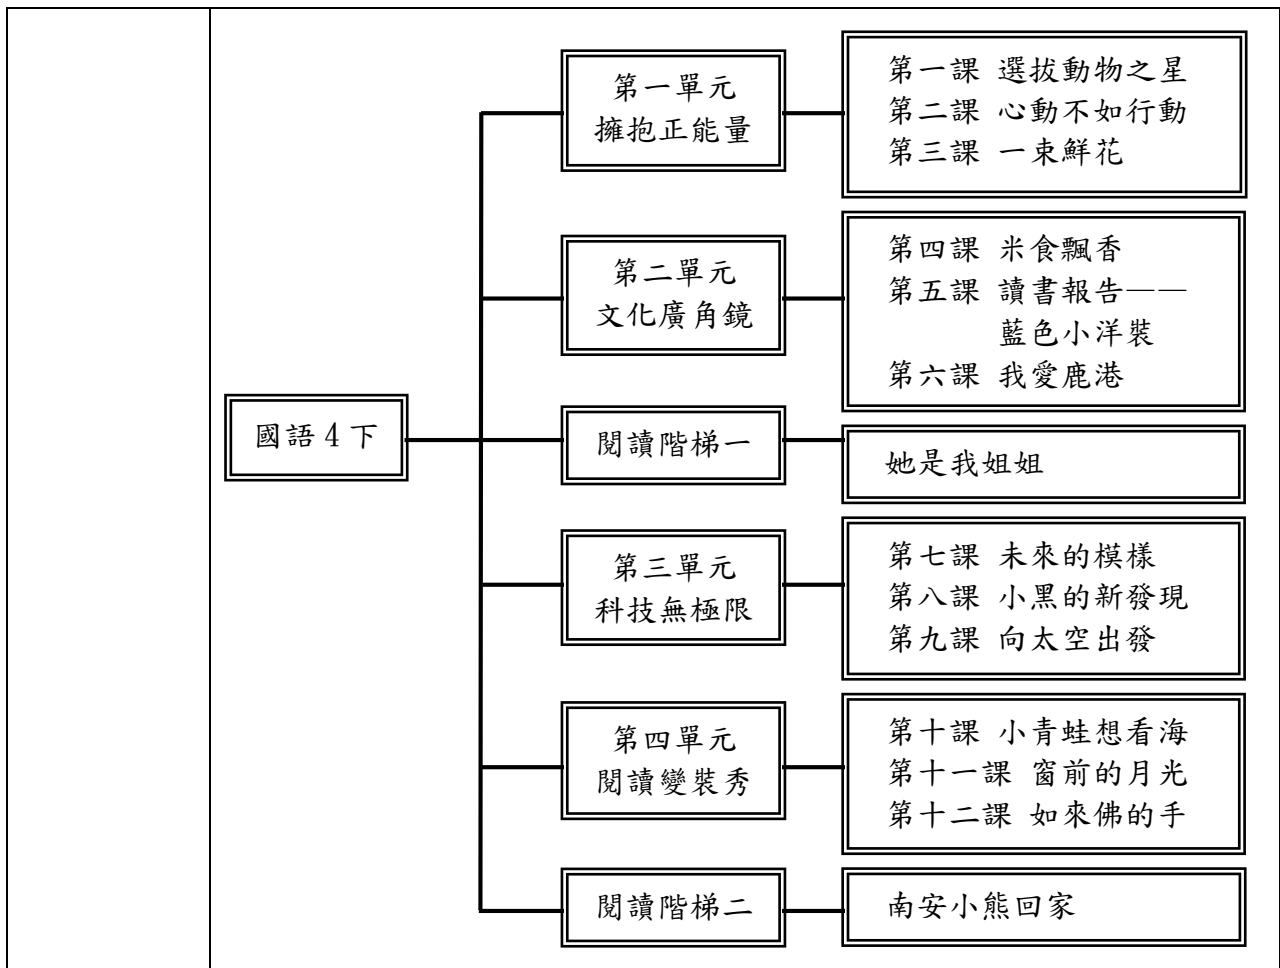 國語4下
第一單元
擁抱正能量
第一課 選拔動物之星
第二課 心動不如行動
第三課 一束鮮花
第二單元
文化廣角鏡
第四課 米食飄香
第五課 讀書報告——
藍色小洋裝
第六課 我愛鹿港
閱讀階梯一
她是我姐姐
第三單元
科技無極限
第七課 未來的模樣
第八課 小黑的新發現
第九課 向太空出發
第四單元
閱讀變裝秀
第十課 小青蛙想看海
第十一課 窗前的月光
第十二課 如來佛的手
閱讀階梯二
南安小熊回家